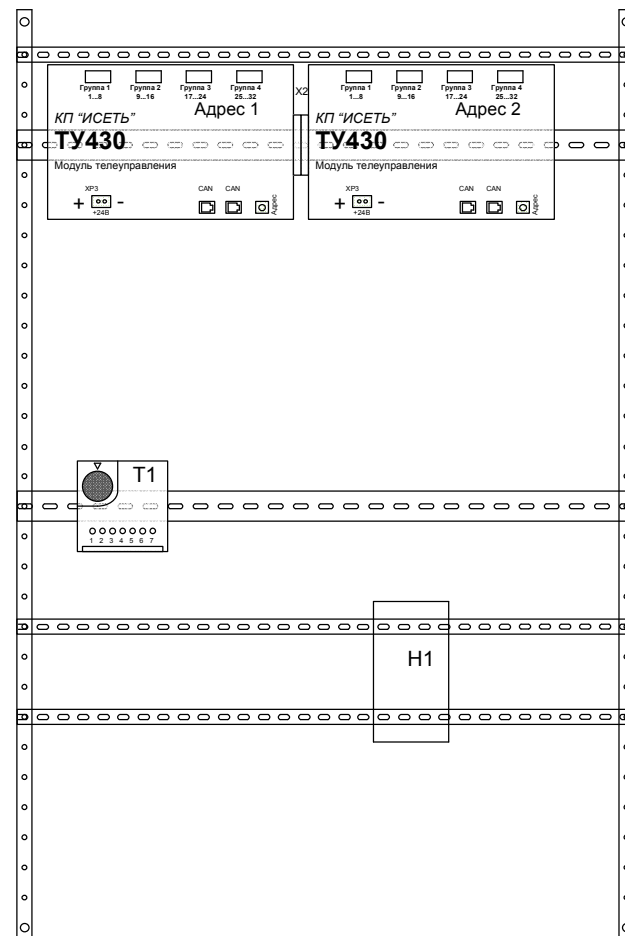 Группа 1 Группа 2 Группа 3 Группа 4
1...8 9...16 17...24 25...32
КП “ИСЕТЬ” Адрес 1
ТУ430
Модуль телеуправления
XP3 CAN CAN
+ -
+24В
Адрес
X2
Группа 1 Группа 2 Группа 3 Группа 4
1...8 9...16 17...24 25...32
КП “ИСЕТЬ” Адрес 2
ТУ430
Модуль телеуправления
XP3 CAN CAN
+ -
+24В
Адрес
T1
1 2 3 4 5 6 7
H1